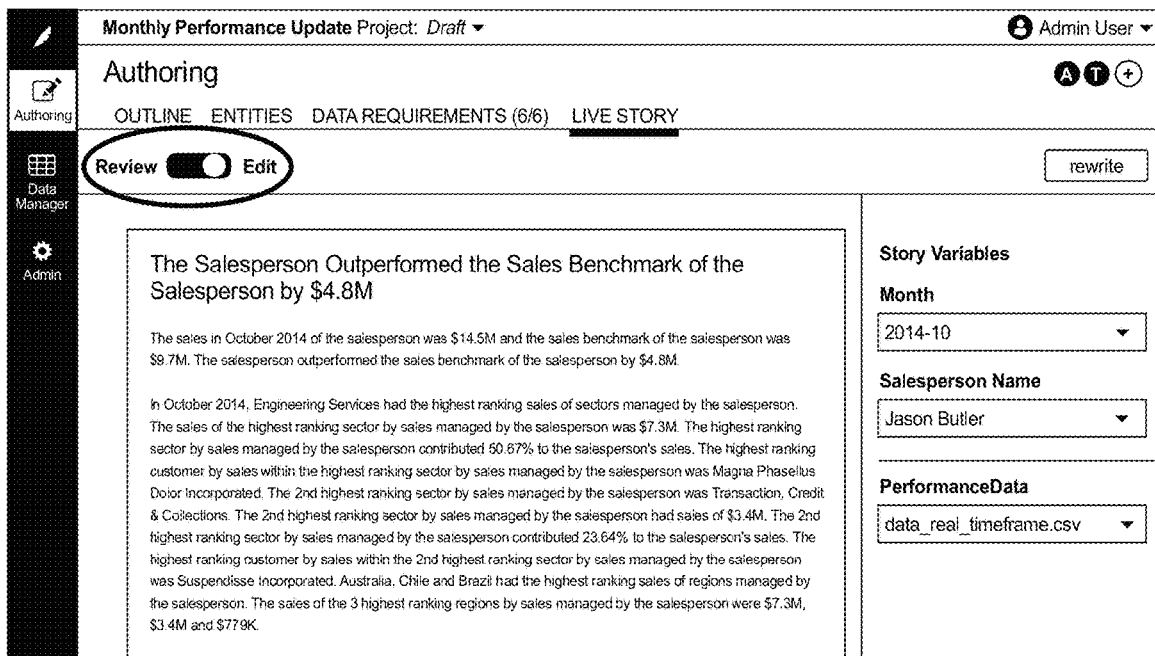 Monthly Performance Update Project: Draft
Admin User
Authoring
A T +
Authoring
OUTLINE ENTITIES DATA REQUIREMENTS (6/6) LIVE STORY
Review Edit
rewrite
Data
Manager
Admin
The Salesperson Outperformed the Sales Benchmark of the
Salesperson by $4.8M
The sales in October 2014 of the salesperson was $14.5M and the sales benchmark of the salesperson was
$9.7M. The salesperson outperformed the sales benchmark of the salesperson by $4.8M.
In October 2014, Engineering Services had the highest ranking sales of sectors managed by the salesperson.
The sales of the highest ranking sector by sales managed by the salesperson was $7.3M. The highest ranking
sector by sales managed by the salesperson contributed 50.67% to the salesperson's sales. The highest ranking
customer by sales within the highest ranking sector by sales managed by the salesperson was Magna Phasellus
Dolor Incorporated. The 2nd highest ranking sector by sales managed by the salesperson was Transaction, Credit
& Collections. The 2nd highest ranking sector by sales managed by the salesperson had sales of $3.4M. The 2nd
highest ranking sector by sales managed by the salesperson contributed 23.64% to the salesperson's sales. The
highest ranking customer by sales within the 2nd highest ranking sector by sales managed by the salesperson
was Suspendisse Incorporated. Australia, Chile and Brazil had the highest ranking sales of regions managed by
the salesperson. The sales of the 3 highest ranking regions by sales managed by the salesperson were $7.3M,
$3.4M and $779K.
Story Variables
Month
2014-10
Salesperson Name
Jason Butler
PerformanceData
data_real_timeframe.csv